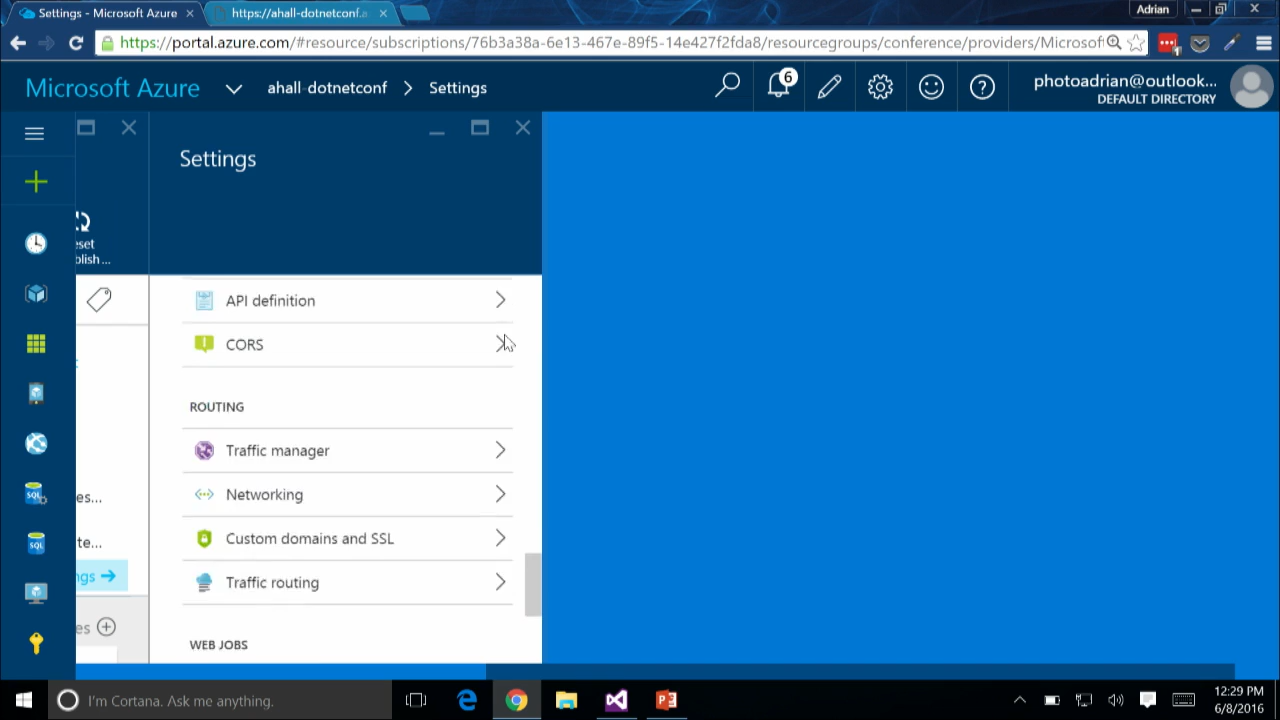 Settings - Microsoft Azure
https://ahall-dotnetconf.a
Adrian
https://portal.azure.com/#resource/subscriptions/76b3a38a-6e13-467e-89f5-14e427f2fda8/resourcegroups/conference/providers/Microsof
Microsoft Azure
ahall-dotnetconf
Settings
6
photoadrian@outlook...
DEFAULT DIRECTORY
Settings
eset
blish ...
API definition
CORS
ROUTING
Traffic manager
Networking
es...
Custom domains and SSL
te...
ngs
Traffic routing
es
WEB JOBS
SQL
SQL
I'm Cortana. Ask me anything.
12:29 PM
6/8/2016